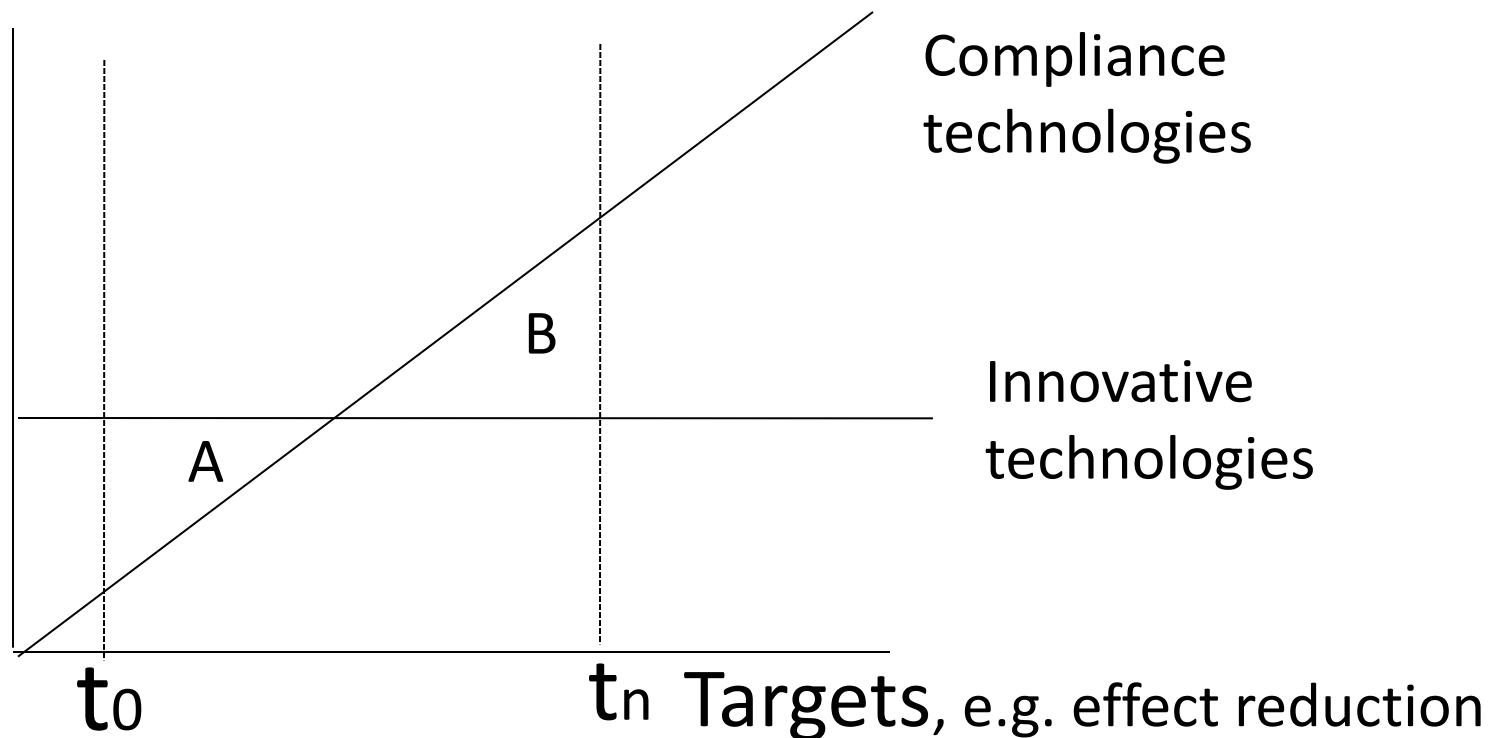 Compliance
technologies
B
Innovative
technologies
A
t0
tn Targets, e.g. effect reduction